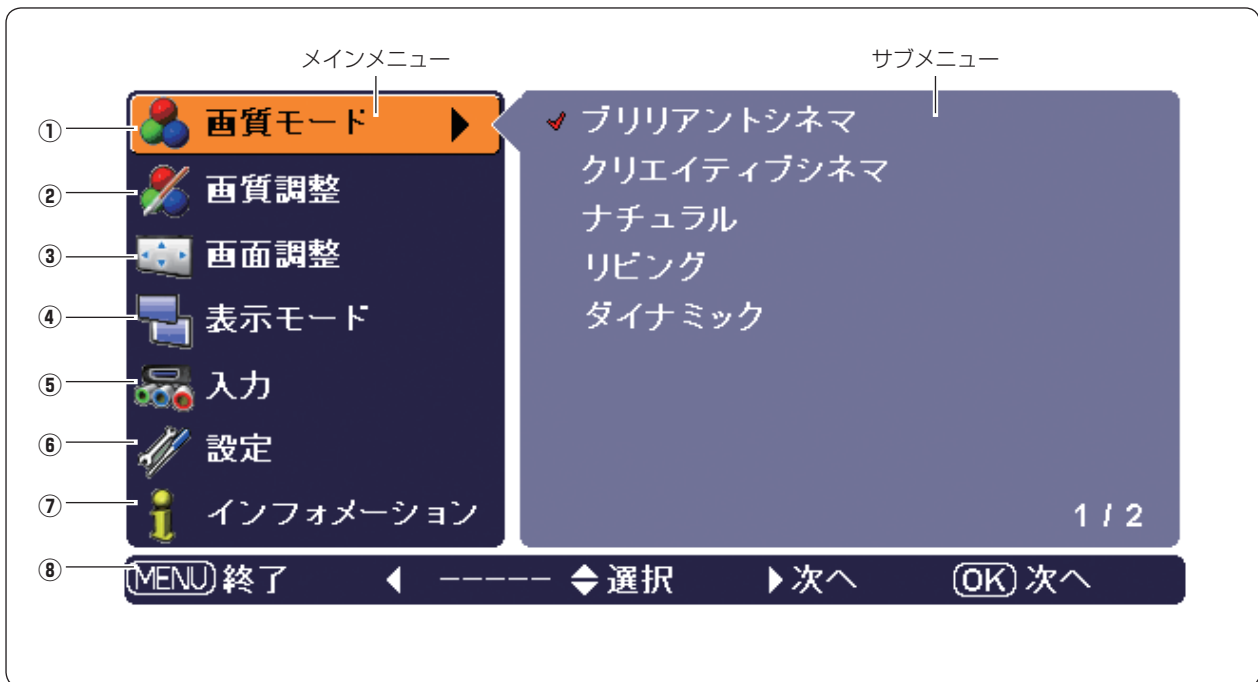 メインメニュー
サブメニュー
① 画質モード
② 画質調整
③ 画面調整
④ 表示モード
⑤ 入力
⑥ 設定
⑦ インフォメーション
ブリリアントシネマ
クリエイティブシネマ
ナチュラル
リビング
ダイナミック
1 / 2
⑧ MENU 終了 ----- 選択 次へ OK 次へ